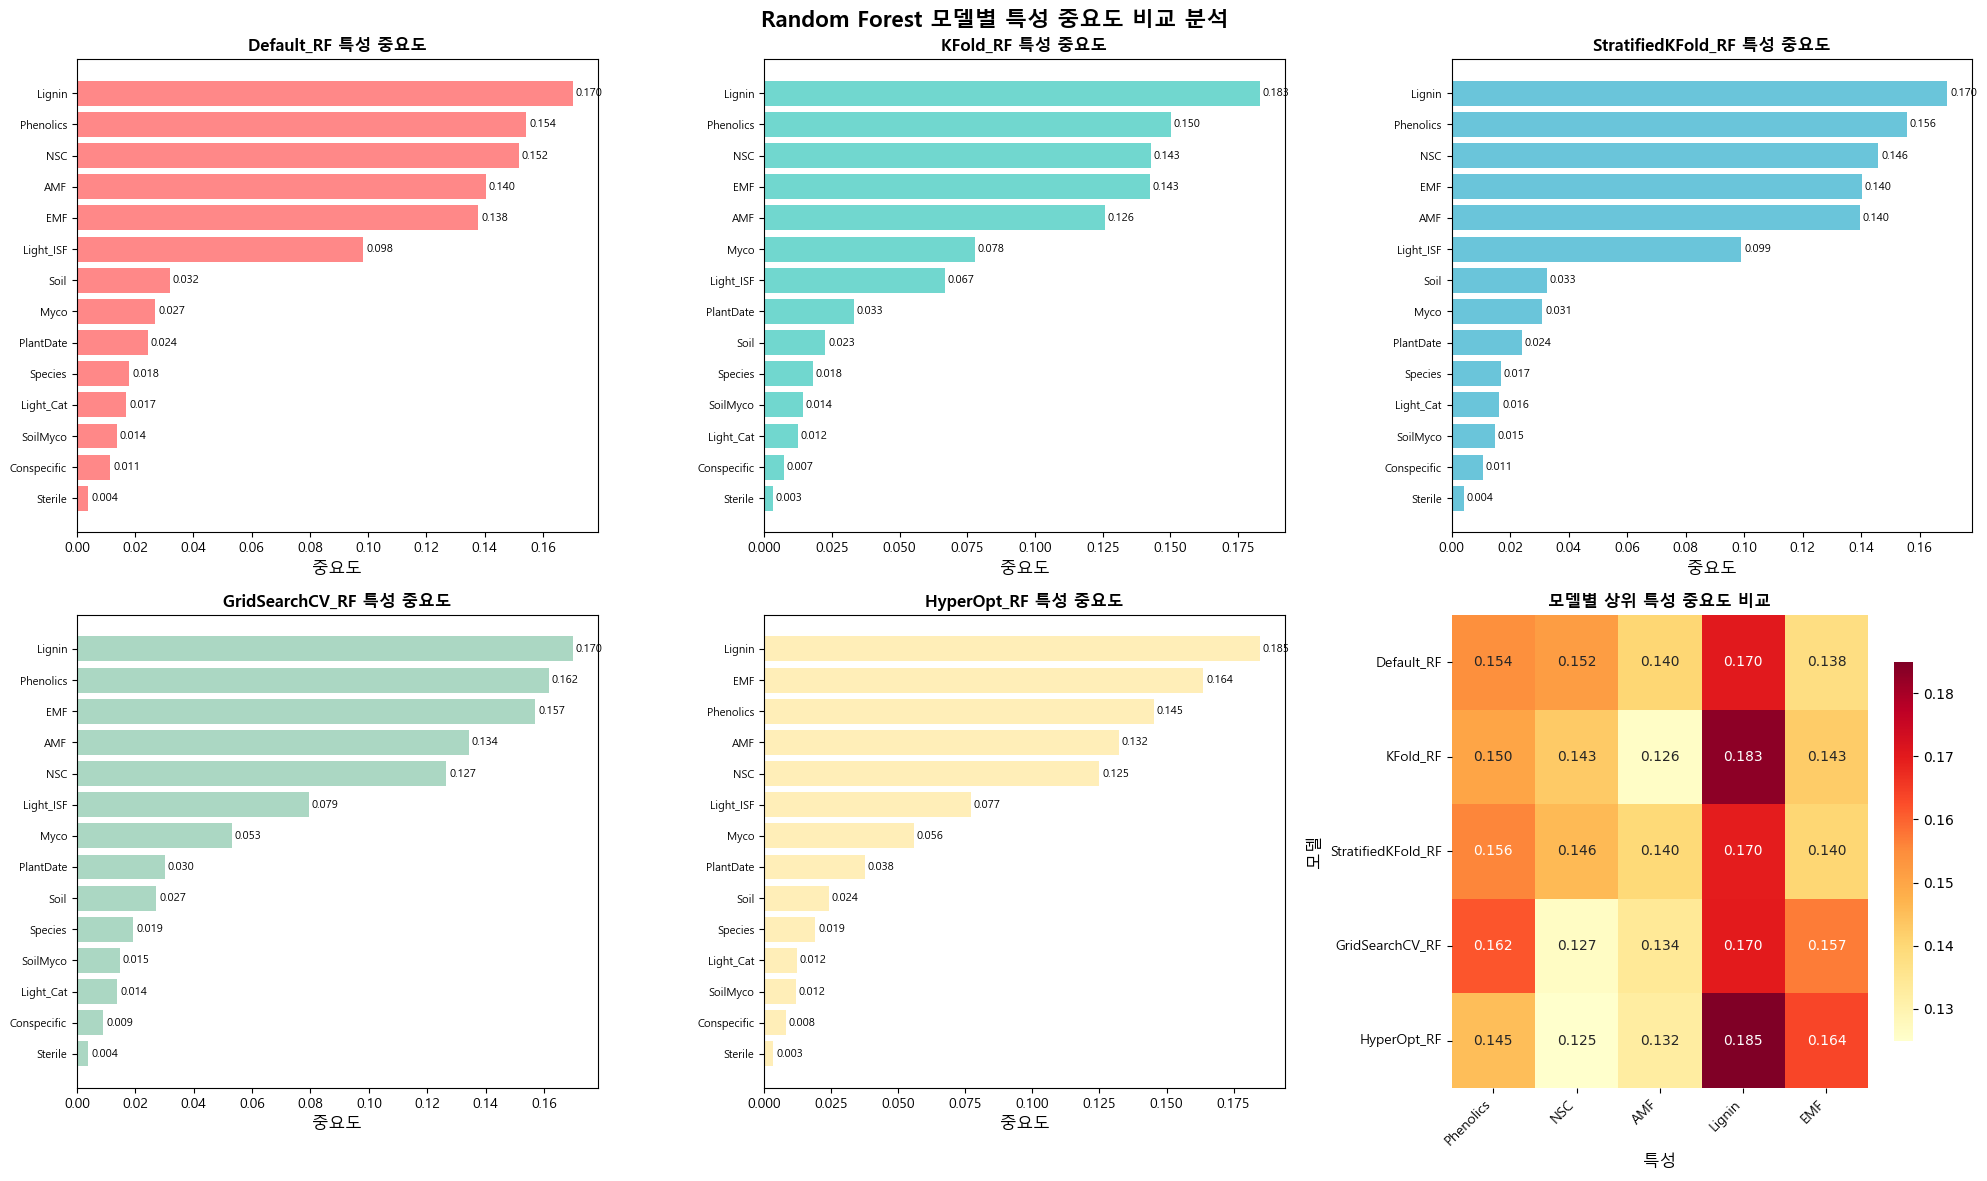 Random Forest 모델별 특성 중요도 비교 분석
Default_RF 특성 중요도
Lignin 0.170
Phenolics 0.154
NSC 0.152
AMF 0.140
EMF 0.138
Light_ISF 0.098
Soil 0.032
Myco 0.027
PlantDate 0.024
Species 0.018
Light_Cat 0.017
SoilMyco 0.014
Conspecific 0.011
Sterile 0.004
0.00 0.02 0.04 0.06 0.08 0.10 0.12 0.14 0.16
중요도
KFold_RF 특성 중요도
Lignin 0.183
Phenolics 0.150
NSC 0.143
EMF 0.143
AMF 0.126
Myco 0.078
Light_ISF 0.067
PlantDate 0.033
Soil 0.023
Species 0.018
SoilMyco 0.014
Light_Cat 0.012
Conspecific 0.007
Sterile 0.003
0.000 0.025 0.050 0.075 0.100 0.125 0.150 0.175
중요도
StratifiedKFold_RF 특성 중요도
Lignin 0.170
Phenolics 0.156
NSC 0.146
EMF 0.140
AMF 0.140
Light_ISF 0.099
Soil 0.033
Myco 0.031
PlantDate 0.024
Species 0.017
Light_Cat 0.016
SoilMyco 0.015
Conspecific 0.011
Sterile 0.004
0.00 0.02 0.04 0.06 0.08 0.10 0.12 0.14 0.16
중요도
GridSearchCV_RF 특성 중요도
Lignin 0.170
Phenolics 0.162
EMF 0.157
AMF 0.134
NSC 0.127
Light_ISF 0.079
Myco 0.053
PlantDate 0.030
Soil 0.027
Species 0.019
SoilMyco 0.015
Light_Cat 0.014
Conspecific 0.009
Sterile 0.004
0.00 0.02 0.04 0.06 0.08 0.10 0.12 0.14 0.16
중요도
HyperOpt_RF 특성 중요도
Lignin 0.185
EMF 0.164
Phenolics 0.145
AMF 0.132
NSC 0.125
Light_ISF 0.077
Myco 0.056
PlantDate 0.038
Soil 0.024
Species 0.019
Light_Cat 0.012
SoilMyco 0.012
Conspecific 0.008
Sterile 0.003
0.000 0.025 0.050 0.075 0.100 0.125 0.150 0.175
중요도
모델별 상위 특성 중요도 비교
모델
Default_RF 0.154 0.152 0.140 0.170 0.138
KFold_RF 0.150 0.143 0.126 0.183 0.143
StratifiedKFold_RF 0.156 0.146 0.140 0.170 0.140
GridSearchCV_RF 0.162 0.127 0.134 0.170 0.157
HyperOpt_RF 0.145 0.125 0.132 0.185 0.164
Phenolics NSC AMF Lignin EMF
특성
0.18
0.17
0.16
0.15
0.14
0.13